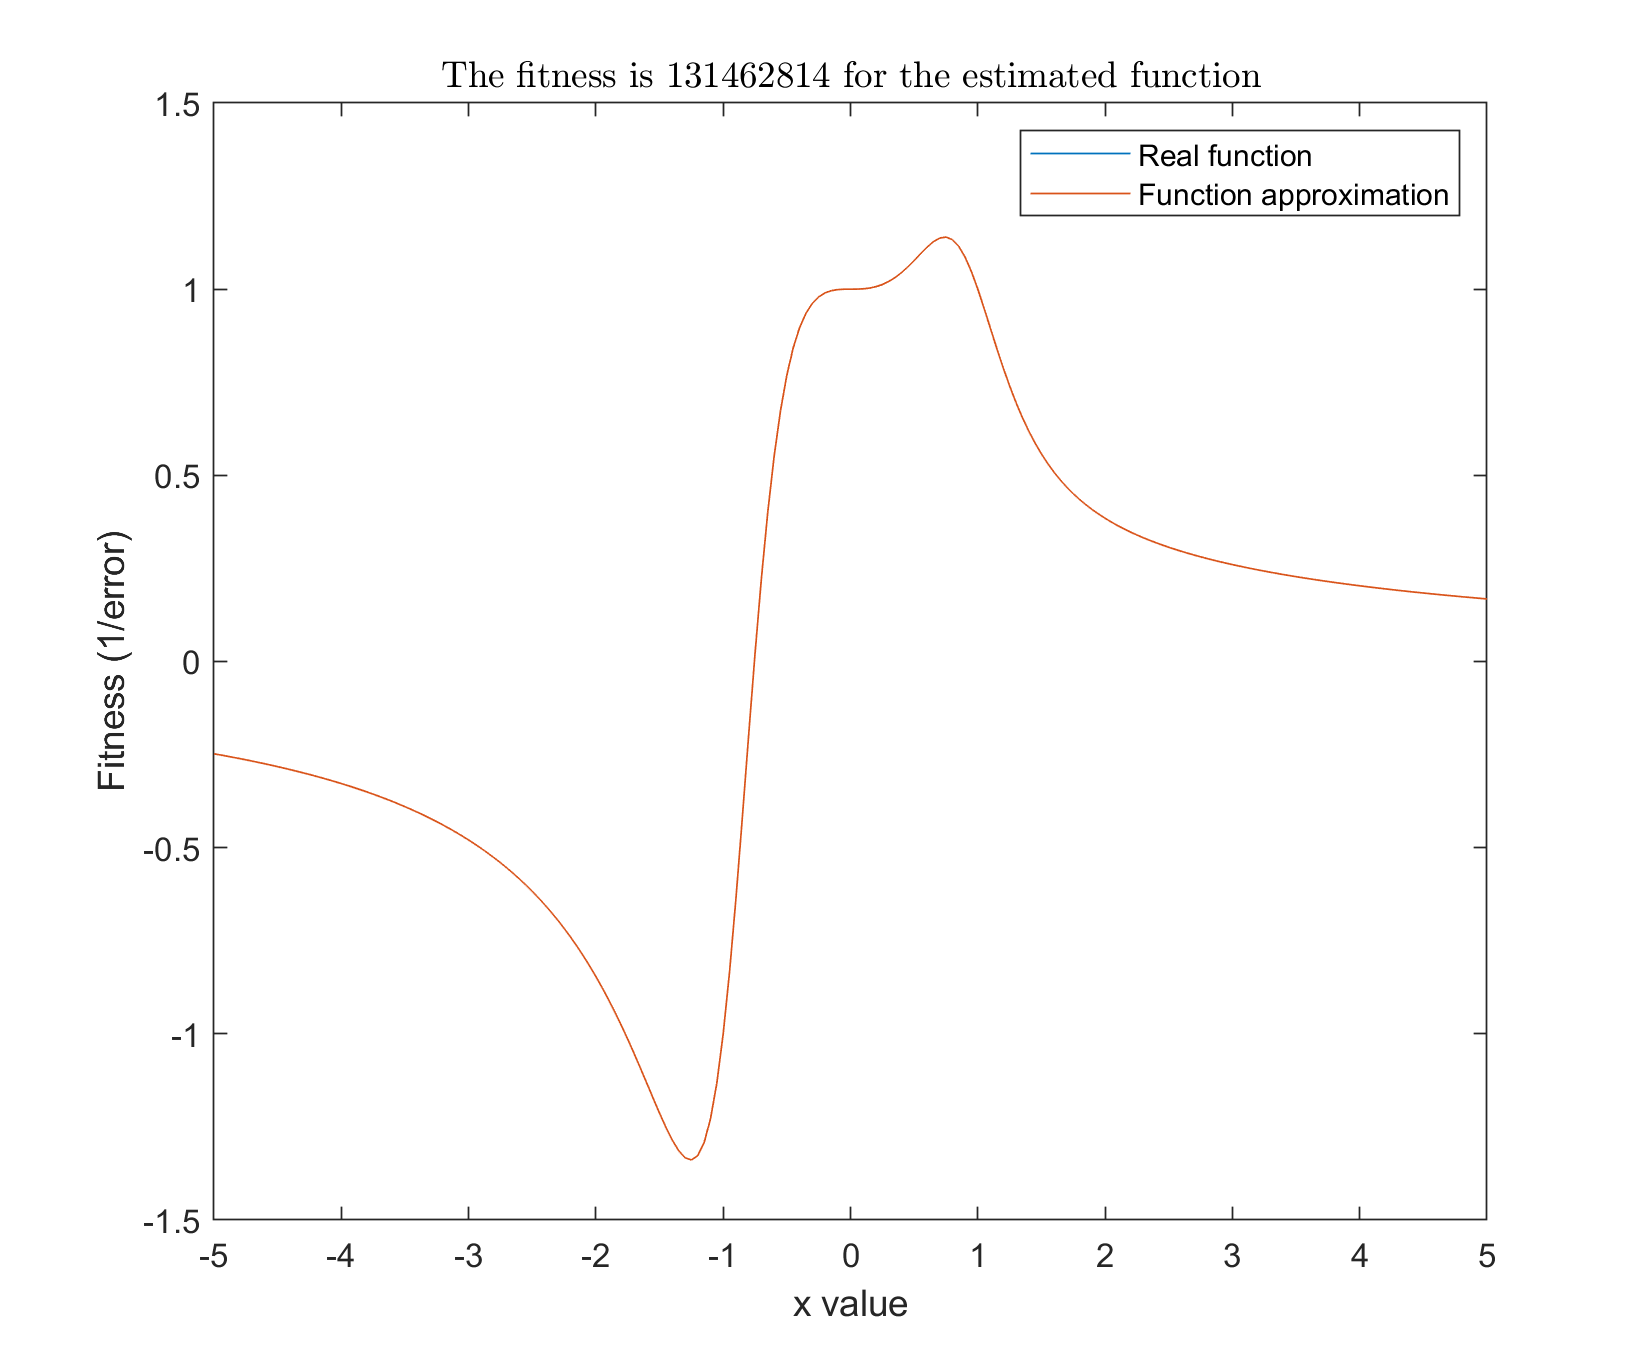 The fitness is 131462814 for the estimated function
1.5
Real function
Function approximation
1
0.5
0
-0.5
-1
-1.5
Fitness (1/error)
-5 -4 -3 -2 -1 0 1 2 3 4 5
x value